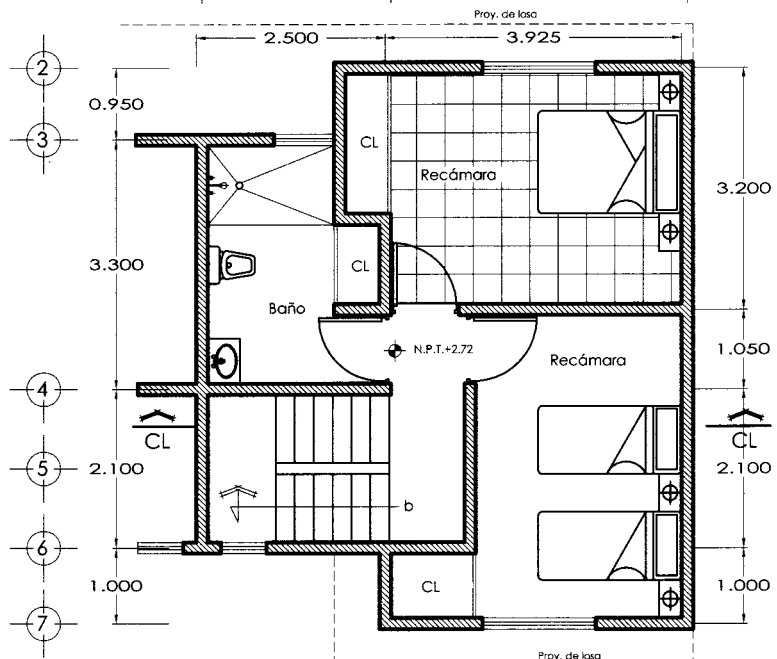 Proy. de losa
2.500
3.925
2
0.950
3
CL
Recámara
3.200
3.300
CL
Baño
N.P.T.+2.72
Recámara
1.050
4
CL
CL
5
2.100
2.100
b
6
1.000
CL
1.000
7
Proy. de losa